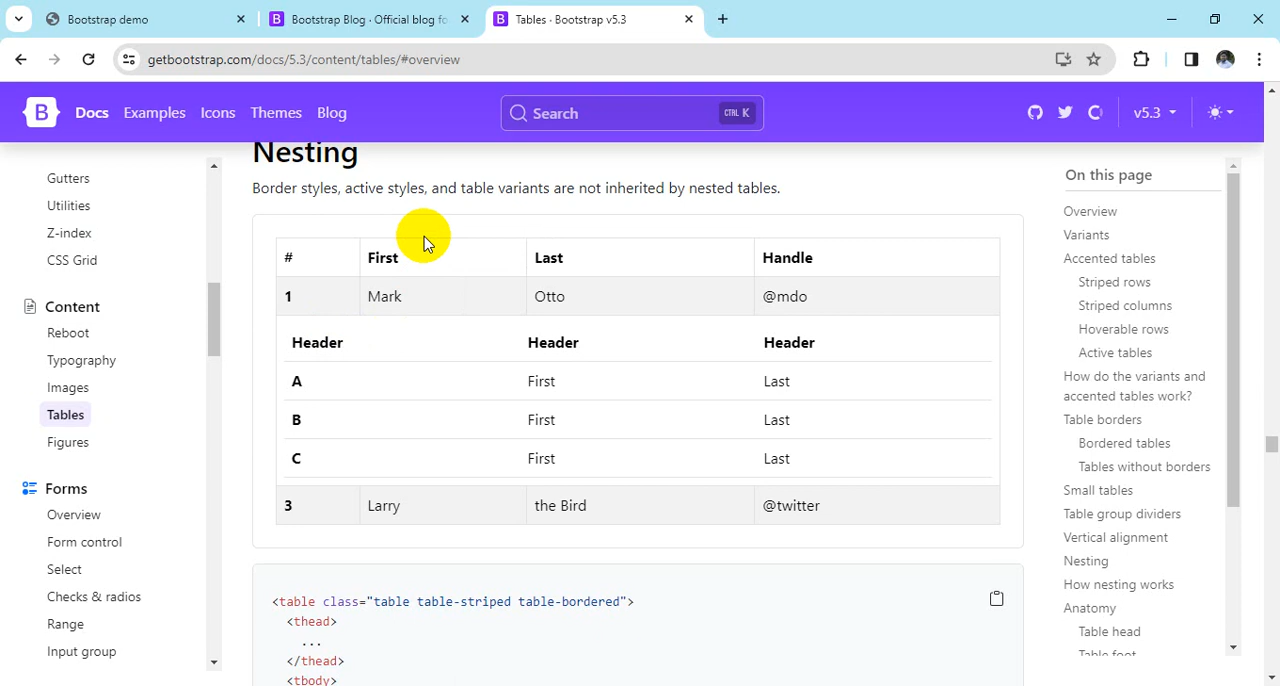 Bootstrap demo
Bootstrap Blog · Official blog fo
Tables · Bootstrap v5.3
getbootstrap.com/docs/5.3/content/tables/#overview
B
Docs
Examples
Icons
Themes
Blog
Search
CTRL K
v5.3
Gutters
Utilities
Z-index
CSS Grid
Content
Reboot
Typography
Images
Tables
Figures
Forms
Overview
Form control
Select
Checks & radios
Range
Input group
Nesting
Border styles, active styles, and table variants are not inherited by nested tables.
# First Last Handle
1 Mark Otto @mdo
Header Header Header
A First Last
B First Last
C First Last
3 Larry the Bird @twitter
<table class="table table-striped table-bordered">
<thead>
...
</thead>
<tbody>
On this page
Overview
Variants
Accented tables
Striped rows
Striped columns
Hoverable rows
Active tables
How do the variants and
accented tables work?
Table borders
Bordered tables
Tables without borders
Small tables
Table group dividers
Vertical alignment
Nesting
How nesting works
Anatomy
Table head
Table foot